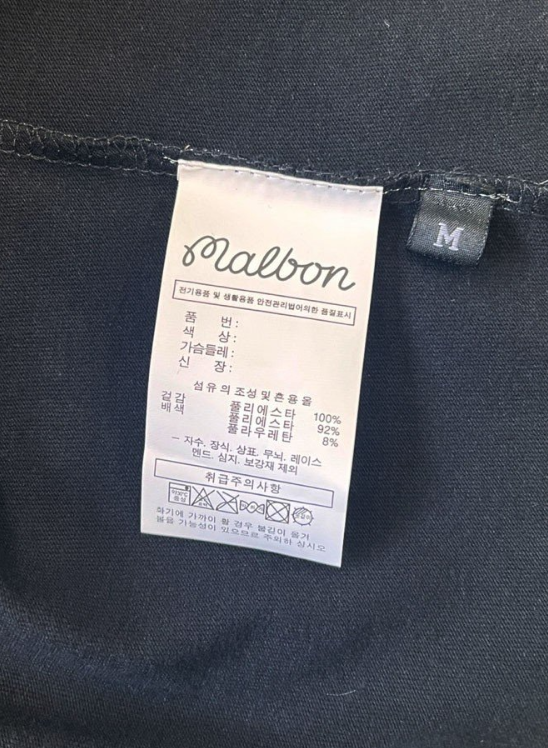 malbon
M
전기용품 및 생활용품 안전관리법어의한 품질표시
품 번 :
색 상 :
가슴들레 :
신 장 :
섬유의 조성 및 흔용율
겉감 폴리에스타 100%
배색 폴리에스타 92%
폴라우레탄 8%
- 자수. 장식. 상표. 무늬. 레이스
멘드. 심지. 보강재 제외
취급주의사항
화기에 가까이 할 경우 불길이 옮겨
붙을 가능성이 있으므로 주의하 십시오